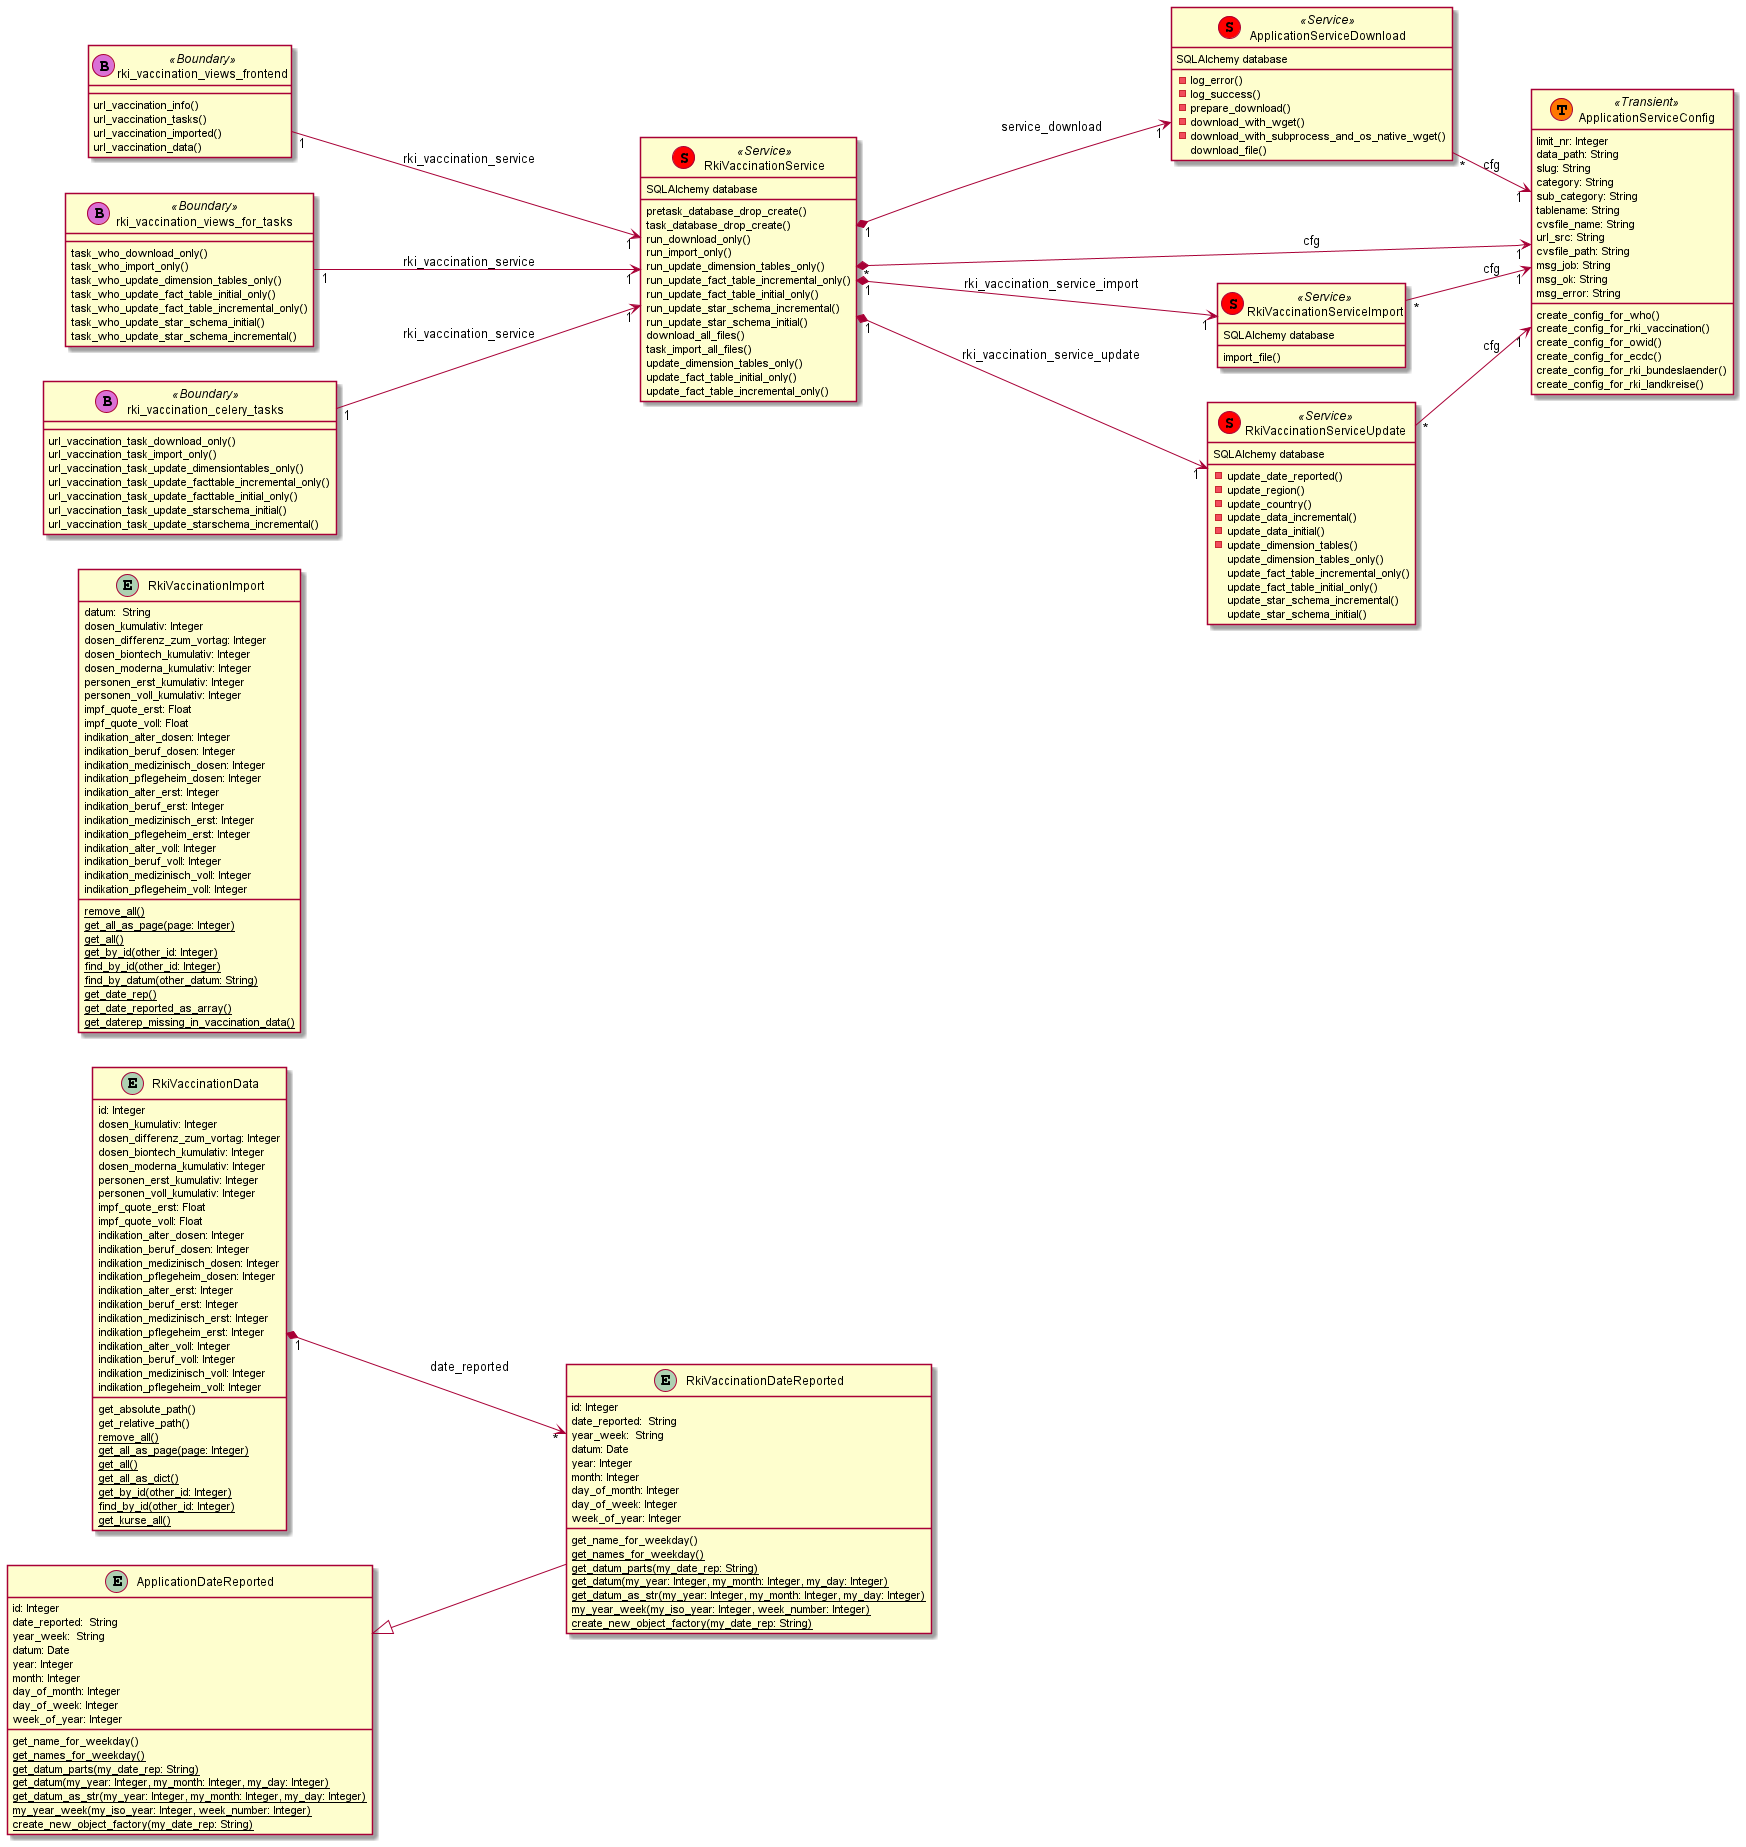 B
«Boundary»
rki_vaccination_views_frontend
url_vaccination_info()
url_vaccination_tasks()
url_vaccination_imported()
url_vaccination_data()
1
rki_vaccination_service
1
B
«Boundary»
rki_vaccination_views_for_tasks
task_who_download_only()
task_who_import_only()
task_who_update_dimension_tables_only()
task_who_update_fact_table_initial_only()
task_who_update_fact_table_incremental_only()
task_who_update_star_schema_initial()
task_who_update_star_schema_incremental()
1
rki_vaccination_service
1
B
«Boundary»
rki_vaccination_celery_tasks
url_vaccination_task_download_only()
url_vaccination_task_import_only()
url_vaccination_task_update_dimensiontables_only()
url_vaccination_task_update_facttable_incremental_only()
url_vaccination_task_update_facttable_initial_only()
url_vaccination_task_update_starschema_initial()
url_vaccination_task_update_starschema_incremental()
1
rki_vaccination_service
1
S
«Service»
RkiVaccinationService
SQLAlchemy database
pretask_database_drop_create()
task_database_drop_create()
run_download_only()
run_import_only()
run_update_dimension_tables_only()
run_update_fact_table_incremental_only()
run_update_fact_table_initial_only()
run_update_star_schema_incremental()
run_update_star_schema_initial()
download_all_files()
task_import_all_files()
update_dimension_tables_only()
update_fact_table_initial_only()
update_fact_table_incremental_only()
1
service_download
1
*
cfg
1
1
rki_vaccination_service_import
1
1
rki_vaccination_service_update
1
S
«Service»
ApplicationServiceDownload
SQLAlchemy database
log_error()
log_success()
prepare_download()
download_with_wget()
download_with_subprocess_and_os_native_wget()
download_file()
*
cfg
1
S
«Service»
RkiVaccinationServiceImport
SQLAlchemy database
import_file()
*
cfg
1
S
«Service»
RkiVaccinationServiceUpdate
SQLAlchemy database
update_date_reported()
update_region()
update_country()
update_data_incremental()
update_data_initial()
update_dimension_tables()
update_dimension_tables_only()
update_fact_table_incremental_only()
update_fact_table_initial_only()
update_star_schema_incremental()
update_star_schema_initial()
*
cfg
1
T
«Transient»
ApplicationServiceConfig
limit_nr: Integer
data_path: String
slug: String
category: String
sub_category: String
tablename: String
cvsfile_name: String
url_src: String
cvsfile_path: String
msg_job: String
msg_ok: String
msg_error: String
create_config_for_who()
create_config_for_rki_vaccination()
create_config_for_owid()
create_config_for_ecdc()
create_config_for_rki_bundeslaender()
create_config_for_rki_landkreise()
E
RkiVaccinationImport
datum:  String
dosen_kumulativ: Integer
dosen_differenz_zum_vortag: Integer
dosen_biontech_kumulativ: Integer
dosen_moderna_kumulativ: Integer
personen_erst_kumulativ: Integer
personen_voll_kumulativ: Integer
impf_quote_erst: Float
impf_quote_voll: Float
indikation_alter_dosen: Integer
indikation_beruf_dosen: Integer
indikation_medizinisch_dosen: Integer
indikation_pflegeheim_dosen: Integer
indikation_alter_erst: Integer
indikation_beruf_erst: Integer
indikation_medizinisch_erst: Integer
indikation_pflegeheim_erst: Integer
indikation_alter_voll: Integer
indikation_beruf_voll: Integer
indikation_medizinisch_voll: Integer
indikation_pflegeheim_voll: Integer
remove_all()
get_all_as_page(page: Integer)
get_all()
get_by_id(other_id: Integer)
find_by_id(other_id: Integer)
find_by_datum(other_datum: String)
get_date_rep()
get_date_reported_as_array()
get_daterep_missing_in_vaccination_data()
E
RkiVaccinationData
id: Integer
dosen_kumulativ: Integer
dosen_differenz_zum_vortag: Integer
dosen_biontech_kumulativ: Integer
dosen_moderna_kumulativ: Integer
personen_erst_kumulativ: Integer
personen_voll_kumulativ: Integer
impf_quote_erst: Float
impf_quote_voll: Float
indikation_alter_dosen: Integer
indikation_beruf_dosen: Integer
indikation_medizinisch_dosen: Integer
indikation_pflegeheim_dosen: Integer
indikation_alter_erst: Integer
indikation_beruf_erst: Integer
indikation_medizinisch_erst: Integer
indikation_pflegeheim_erst: Integer
indikation_alter_voll: Integer
indikation_beruf_voll: Integer
indikation_medizinisch_voll: Integer
indikation_pflegeheim_voll: Integer
get_absolute_path()
get_relative_path()
remove_all()
get_all_as_page(page: Integer)
get_all()
get_all_as_dict()
get_by_id(other_id: Integer)
find_by_id(other_id: Integer)
get_kurse_all()
1
date_reported
*
E
RkiVaccinationDateReported
id: Integer
date_reported:  String
year_week:  String
datum: Date
year: Integer
month: Integer
day_of_month: Integer
day_of_week: Integer
week_of_year: Integer
get_name_for_weekday()
get_names_for_weekday()
get_datum_parts(my_date_rep: String)
get_datum(my_year: Integer, my_month: Integer, my_day: Integer)
get_datum_as_str(my_year: Integer, my_month: Integer, my_day: Integer)
my_year_week(my_iso_year: Integer, week_number: Integer)
create_new_object_factory(my_date_rep: String)
E
ApplicationDateReported
id: Integer
date_reported:  String
year_week:  String
datum: Date
year: Integer
month: Integer
day_of_month: Integer
day_of_week: Integer
week_of_year: Integer
get_name_for_weekday()
get_names_for_weekday()
get_datum_parts(my_date_rep: String)
get_datum(my_year: Integer, my_month: Integer, my_day: Integer)
get_datum_as_str(my_year: Integer, my_month: Integer, my_day: Integer)
my_year_week(my_iso_year: Integer, week_number: Integer)
create_new_object_factory(my_date_rep: String)